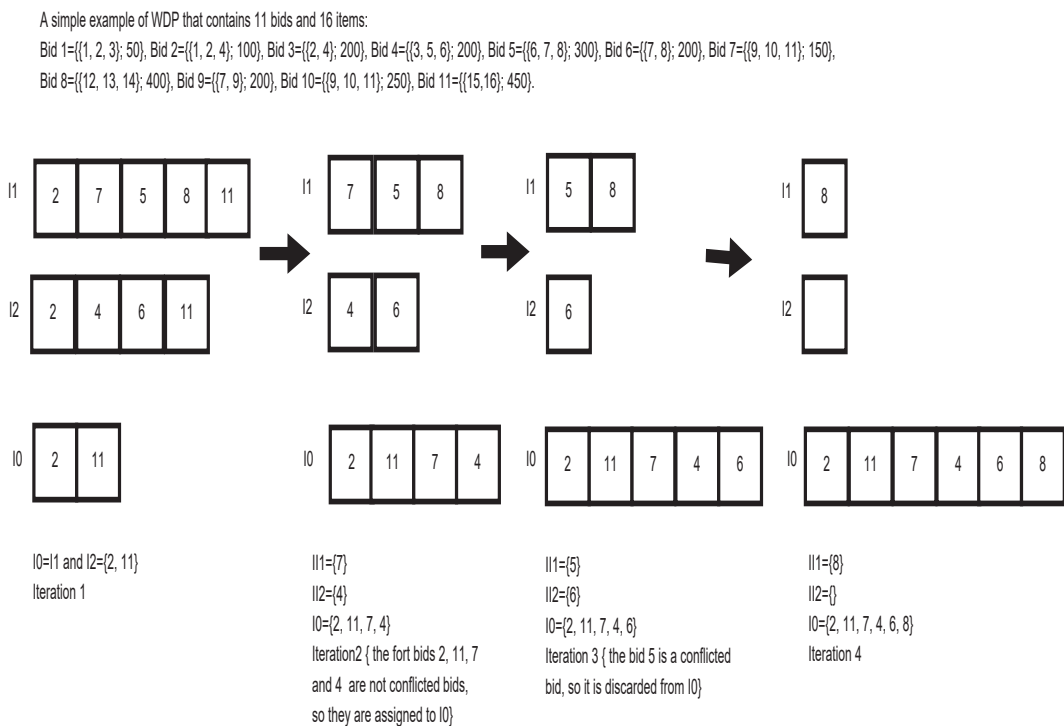 A simple example of WDP that contains 11 bids and 16 items:
Bid 1={{1, 2, 3}; 50}, Bid 2={{1, 2, 4}; 100}, Bid 3={{2, 4}; 200}, Bid 4={{3, 5, 6}; 200}, Bid 5={{6, 7, 8}; 300}, Bid 6={{7, 8}; 200}, Bid 7={{9, 10, 11}; 150},
Bid 8={{12, 13, 14}; 400}, Bid 9={{7, 9}; 200}, Bid 10={{9, 10, 11}; 250}, Bid 11={{15,16}; 450}.
I1 2 7 5 8 11
I1 7 5 8
I1 5 8
I1 8
I2 2 4 6 11
I2 4 6
I2 6
I2
I0 2 11
I0 2 11 7 4
I0 2 11 7 4 6
I0 2 11 7 4 6 8
I0=I1 and I2={2, 11}
Iteration 1
II1={7}
II2={4}
I0={2, 11, 7, 4}
Iteration2 { the fort bids 2, 11, 7
and 4 are not conflicted bids,
so they are assigned to I0}
II1={5}
II2={6}
I0={2, 11, 7, 4, 6}
Iteration 3 { the bid 5 is a conflicted
bid, so it is discarded from I0}
II1={8}
II2={}
I0={2, 11, 7, 4, 6, 8}
Iteration 4